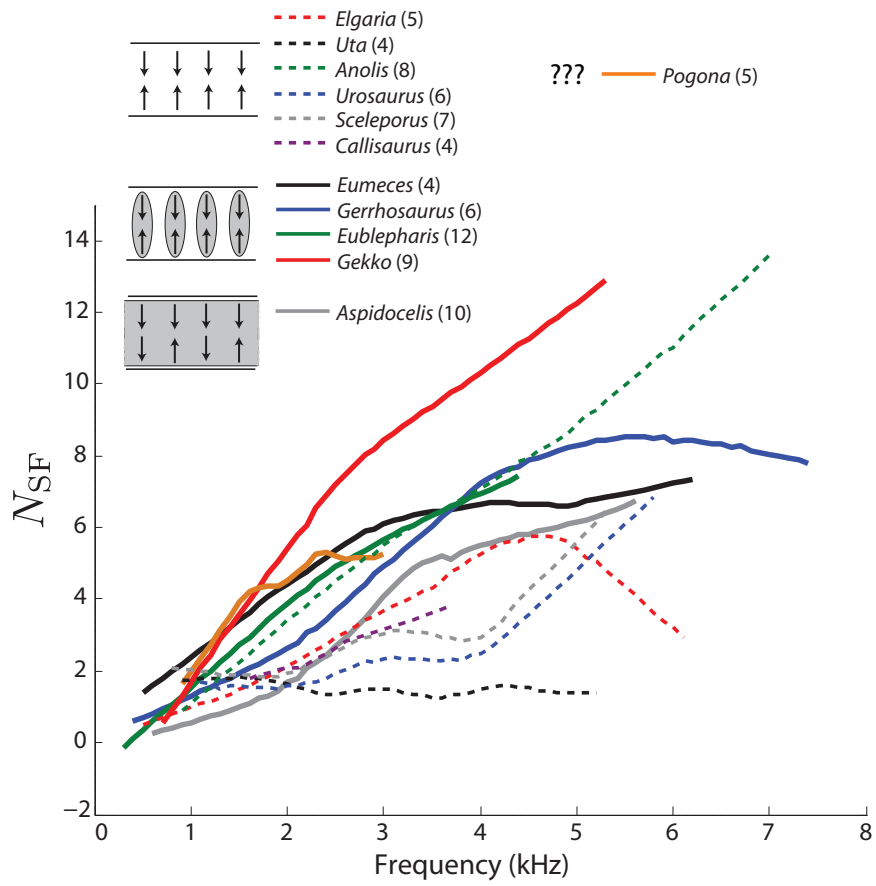 Elgaria (5)
Uta (4)
Anolis (8)
Urosaurus (6)
Sceleporus (7)
Callisaurus (4)
??? Pogona (5)
Eumeces (4)
Gerrhosaurus (6)
Eublepharis (12)
Gekko (9)
Aspidocelis (10)
14
12
10
8
6
4
2
0
−2
N_SF
0 1 2 3 4 5 6 7 8
Frequency (kHz)